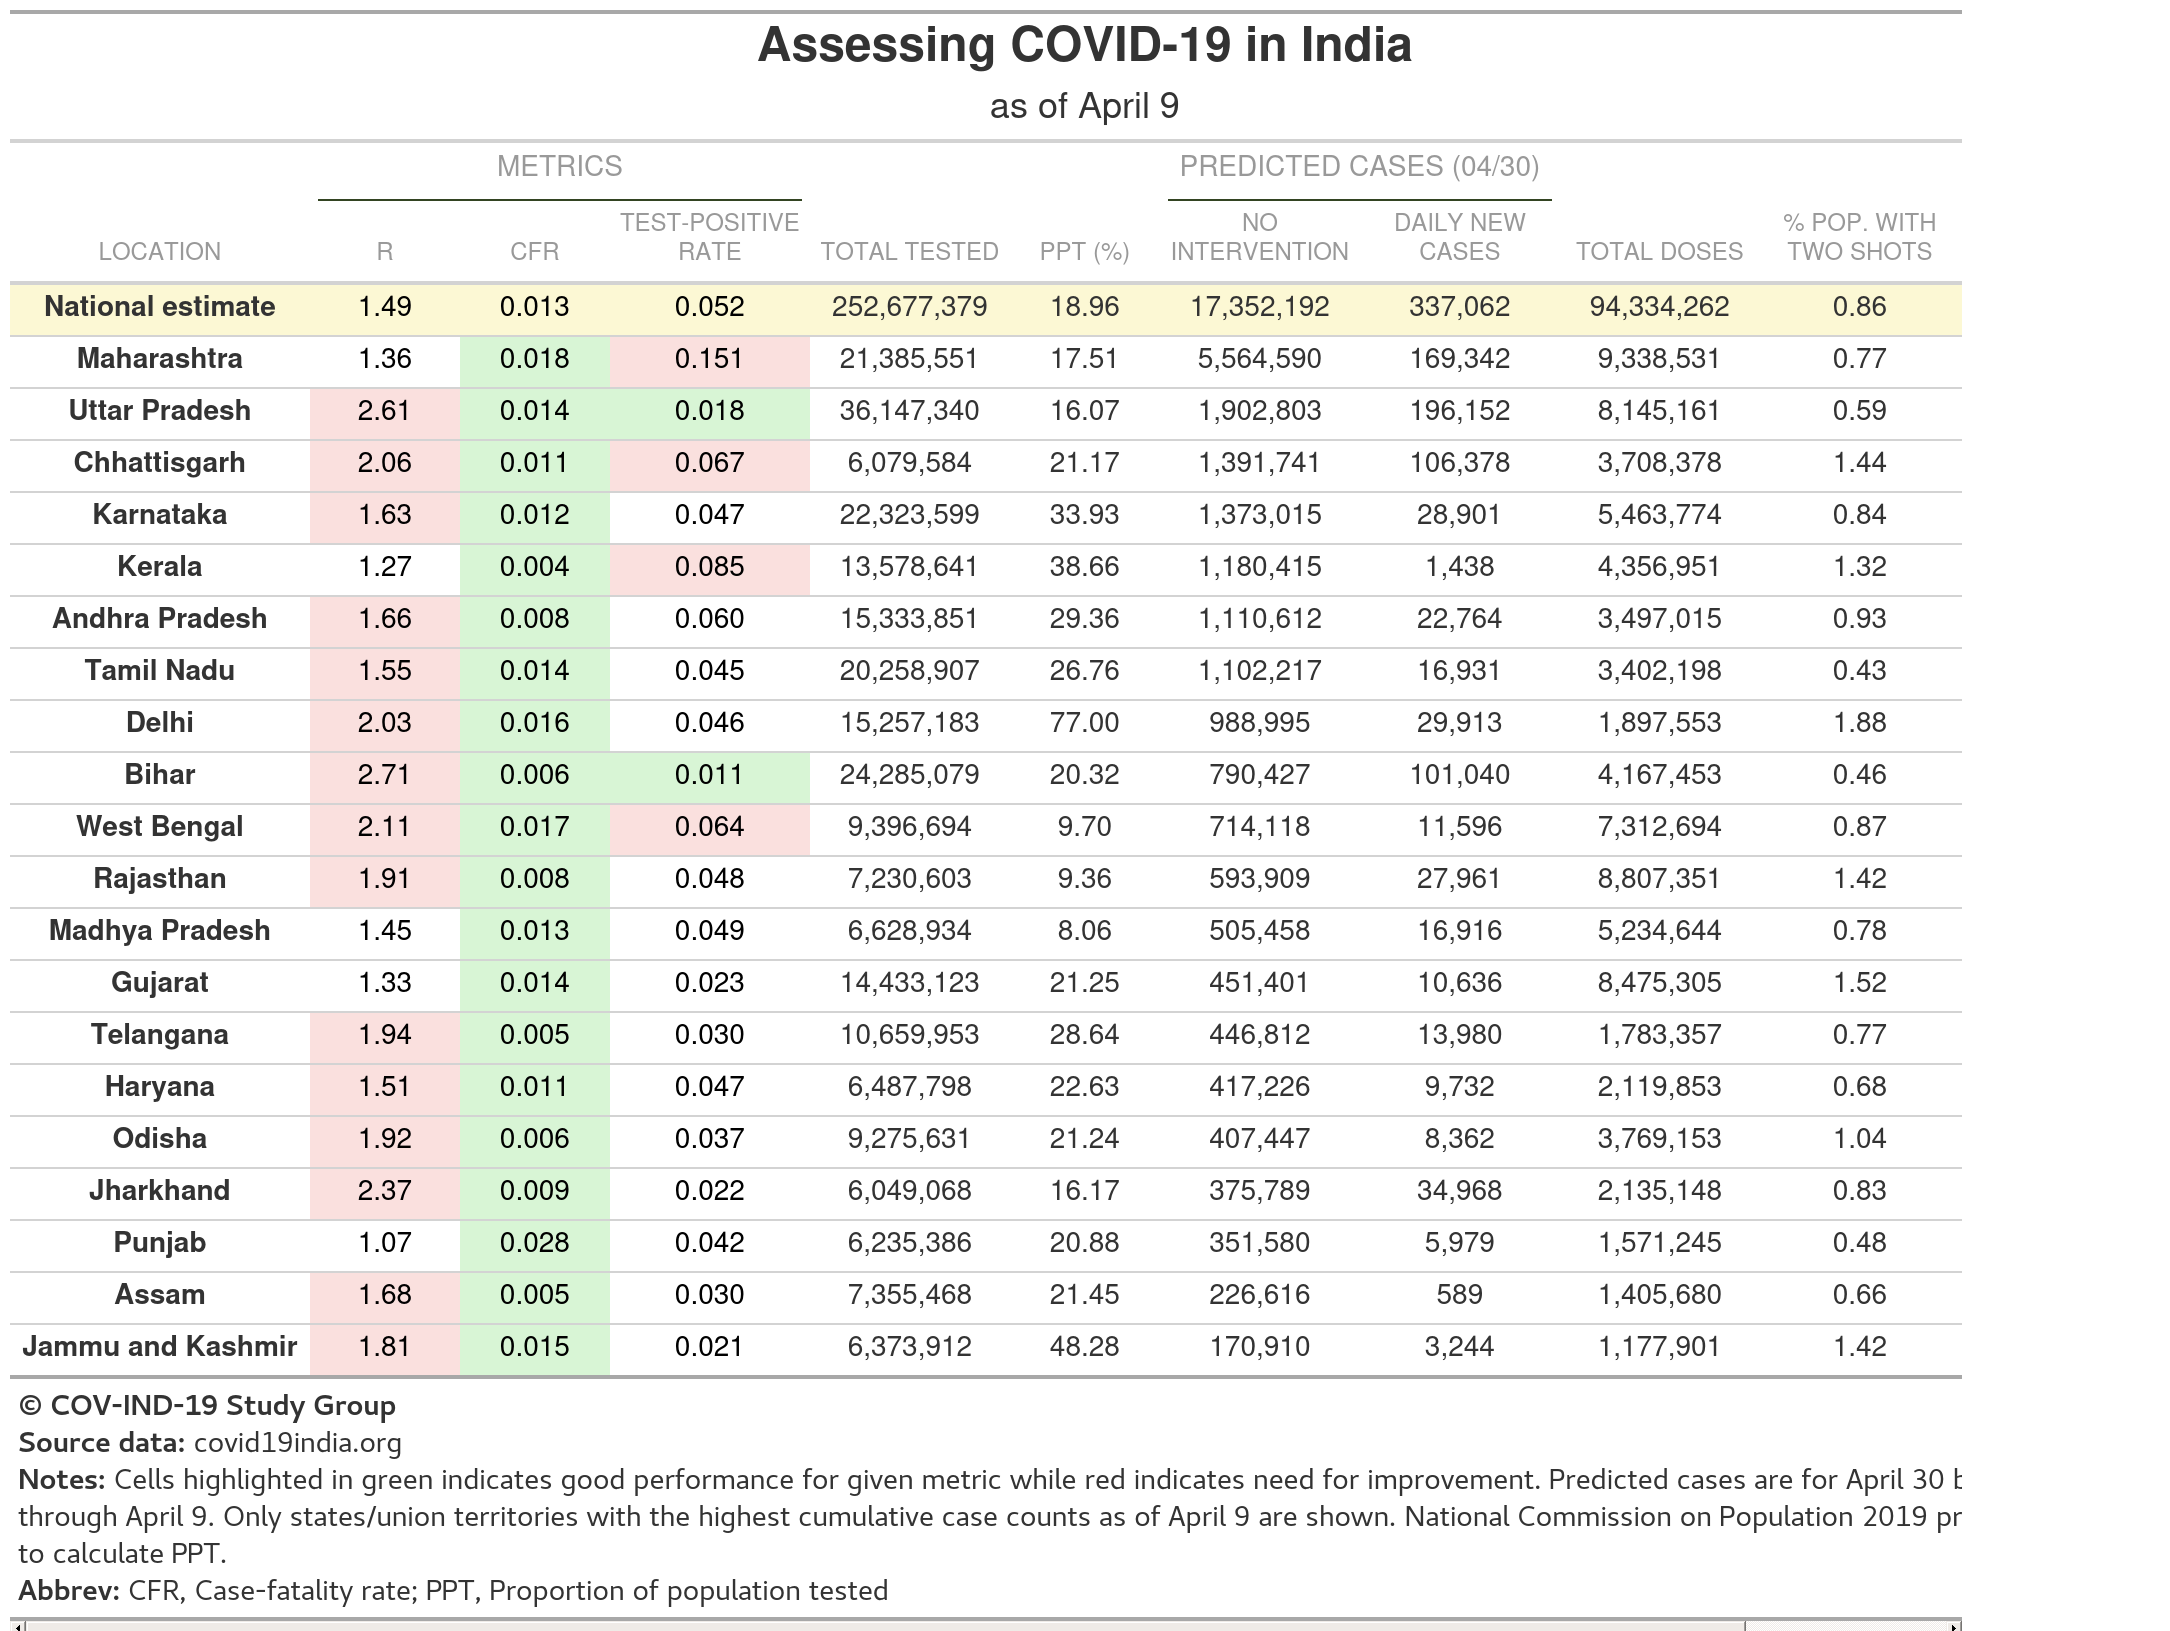 Assessing COVID-19 in India
as of April 9
METRICS PREDICTED CASES (04/30)
LOCATION R CFR TEST-POSITIVE RATE TOTAL TESTED PPT (%) NO INTERVENTION DAILY NEW CASES TOTAL DOSES % POP. WITH TWO SHOTS
National estimate 1.49 0.013 0.052 252,677,379 18.96 17,352,192 337,062 94,334,262 0.86
Maharashtra 1.36 0.018 0.151 21,385,551 17.51 5,564,590 169,342 9,338,531 0.77
Uttar Pradesh 2.61 0.014 0.018 36,147,340 16.07 1,902,803 196,152 8,145,161 0.59
Chhattisgarh 2.06 0.011 0.067 6,079,584 21.17 1,391,741 106,378 3,708,378 1.44
Karnataka 1.63 0.012 0.047 22,323,599 33.93 1,373,015 28,901 5,463,774 0.84
Kerala 1.27 0.004 0.085 13,578,641 38.66 1,180,415 1,438 4,356,951 1.32
Andhra Pradesh 1.66 0.008 0.060 15,333,851 29.36 1,110,612 22,764 3,497,015 0.93
Tamil Nadu 1.55 0.014 0.045 20,258,907 26.76 1,102,217 16,931 3,402,198 0.43
Delhi 2.03 0.016 0.046 15,257,183 77.00 988,995 29,913 1,897,553 1.88
Bihar 2.71 0.006 0.011 24,285,079 20.32 790,427 101,040 4,167,453 0.46
West Bengal 2.11 0.017 0.064 9,396,694 9.70 714,118 11,596 7,312,694 0.87
Rajasthan 1.91 0.008 0.048 7,230,603 9.36 593,909 27,961 8,807,351 1.42
Madhya Pradesh 1.45 0.013 0.049 6,628,934 8.06 505,458 16,916 5,234,644 0.78
Gujarat 1.33 0.014 0.023 14,433,123 21.25 451,401 10,636 8,475,305 1.52
Telangana 1.94 0.005 0.030 10,659,953 28.64 446,812 13,980 1,783,357 0.77
Haryana 1.51 0.011 0.047 6,487,798 22.63 417,226 9,732 2,119,853 0.68
Odisha 1.92 0.006 0.037 9,275,631 21.24 407,447 8,362 3,769,153 1.04
Jharkhand 2.37 0.009 0.022 6,049,068 16.17 375,789 34,968 2,135,148 0.83
Punjab 1.07 0.028 0.042 6,235,386 20.88 351,580 5,979 1,571,245 0.48
Assam 1.68 0.005 0.030 7,355,468 21.45 226,616 589 1,405,680 0.66
Jammu and Kashmir 1.81 0.015 0.021 6,373,912 48.28 170,910 3,244 1,177,901 1.42
© COV-IND-19 Study Group
Source data: covid19india.org
Notes: Cells highlighted in green indicates good performance for given metric while red indicates need for improvement. Predicted cases are for April 30
through April 9. Only states/union territories with the highest cumulative case counts as of April 9 are shown. National Commission on Population 2019
to calculate PPT.
Abbrev: CFR, Case-fatality rate; PPT, Proportion of population tested